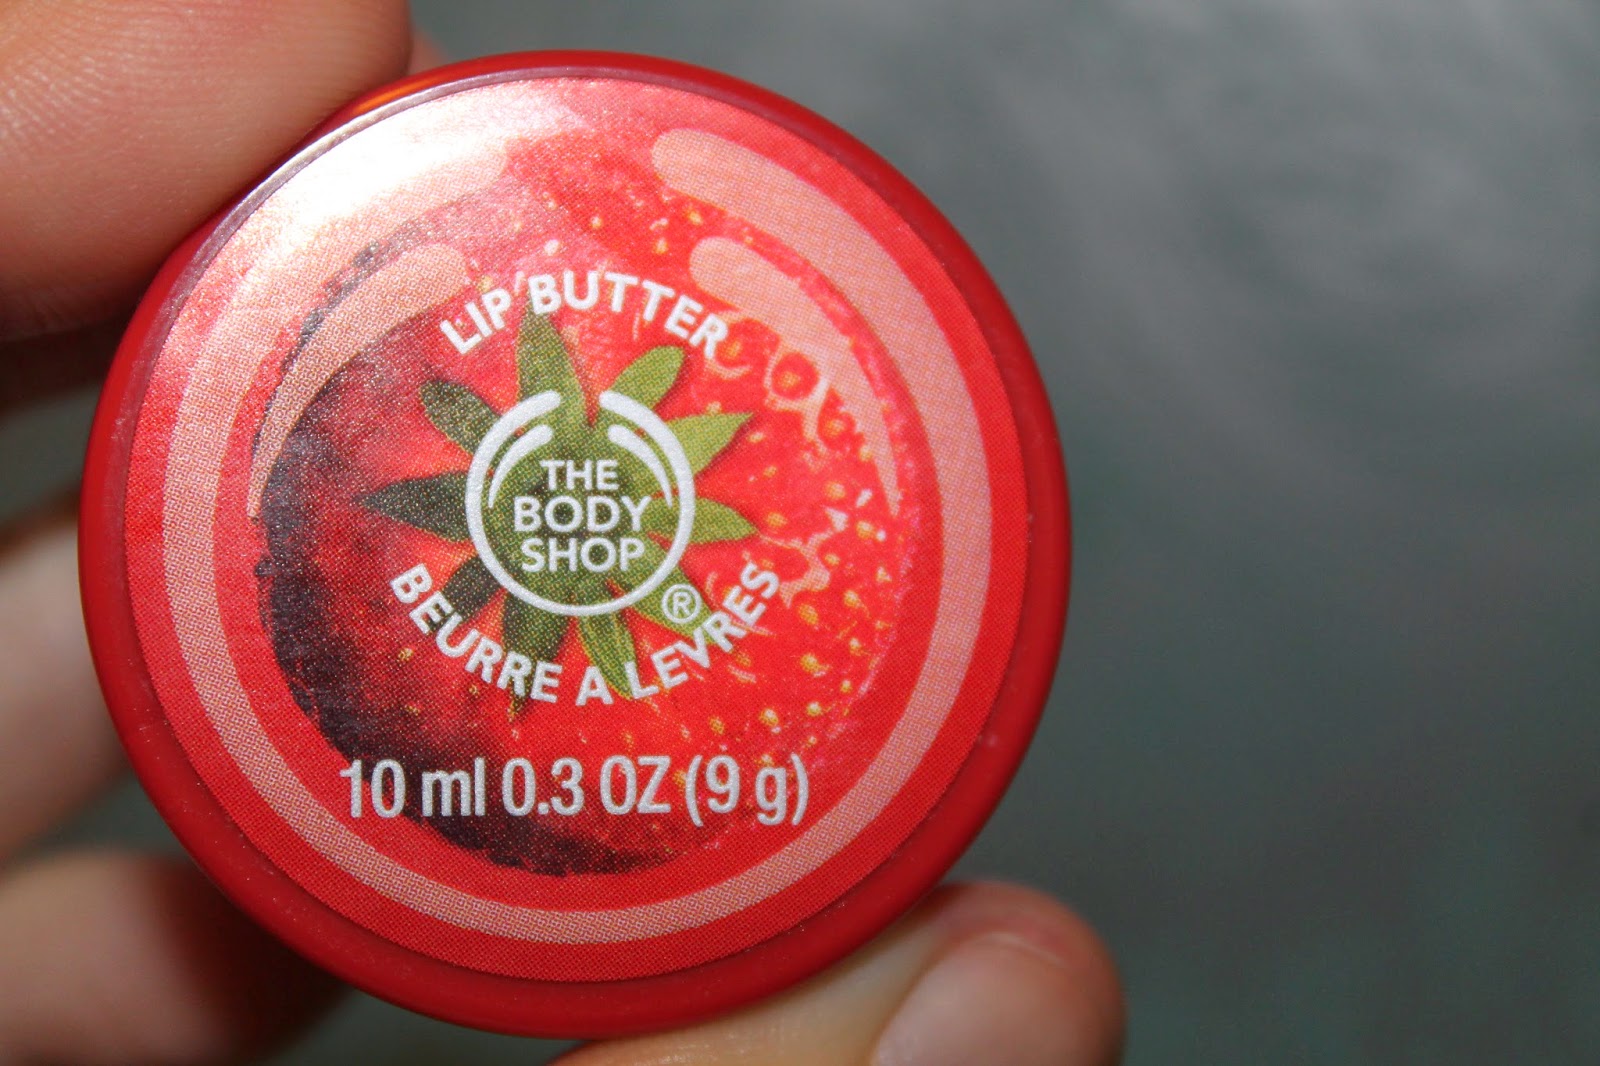 LIP BUTTER
THE
BODY
SHOP
®
BEURRE A LEVRES
10 ml 0.3 OZ (9 g)